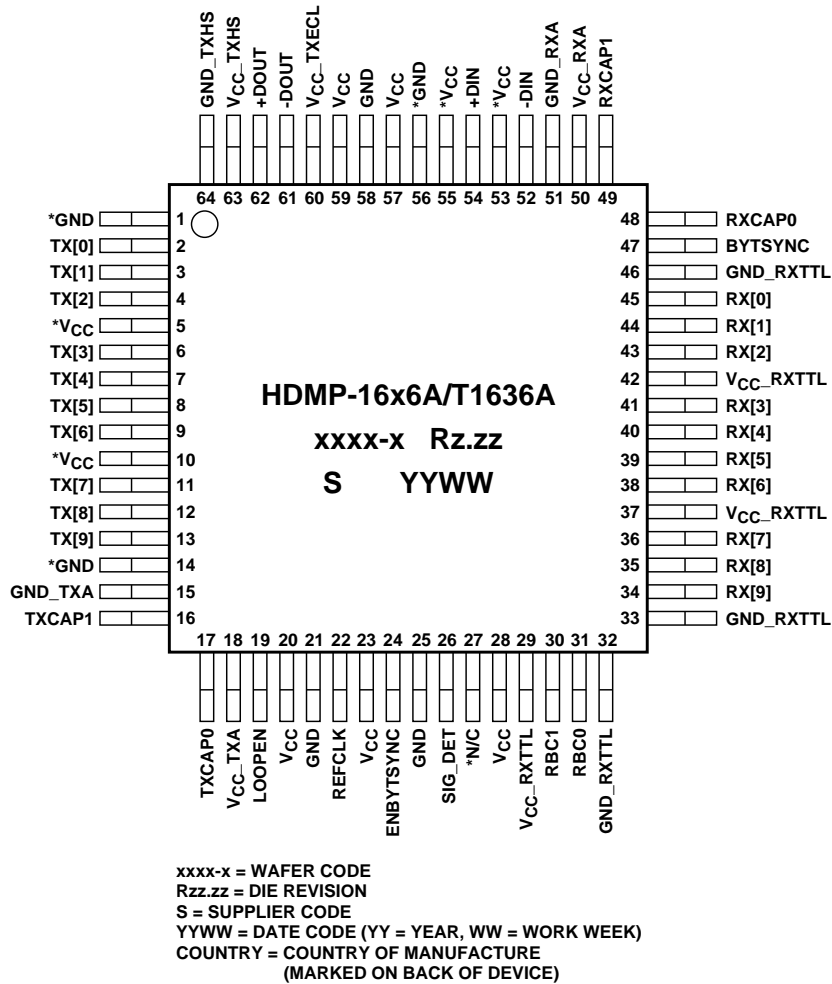 GND_TXHS
VCC_TXHS
+DOUT
-DOUT
VCC_TXECL
VCC
GND
VCC
*GND
*VCC
+DIN
*VCC
-DIN
GND_RXA
VCC_RXA
RXCAP1
64 63 62 61 60 59 58 57 56 55 54 53 52 51 50 49
*GND 1
TX[0] 2
TX[1] 3
TX[2] 4
*VCC 5
TX[3] 6
TX[4] 7
TX[5] 8
TX[6] 9
*VCC 10
TX[7] 11
TX[8] 12
TX[9] 13
*GND 14
GND_TXA 15
TXCAP1 16
HDMP-16x6A/T1636A
xxxx-x Rz.zz
S YYWW
48 RXCAP0
47 BYTSYNC
46 GND_RXTTL
45 RX[0]
44 RX[1]
43 RX[2]
42 VCC_RXTTL
41 RX[3]
40 RX[4]
39 RX[5]
38 RX[6]
37 VCC_RXTTL
36 RX[7]
35 RX[8]
34 RX[9]
33 GND_RXTTL
17 18 19 20 21 22 23 24 25 26 27 28 29 30 31 32
TXCAP0
VCC_TXA
LOOPEN
VCC
GND
REFCLK
VCC
ENBYTSYNC
GND
SIG_DET
*N/C
VCC
VCC_RXTTL
RBC1
RBC0
GND_RXTTL
xxxx-x = WAFER CODE
Rzz.zz = DIE REVISION
S = SUPPLIER CODE
YYWW = DATE CODE (YY = YEAR, WW = WORK WEEK)
COUNTRY = COUNTRY OF MANUFACTURE
(MARKED ON BACK OF DEVICE)